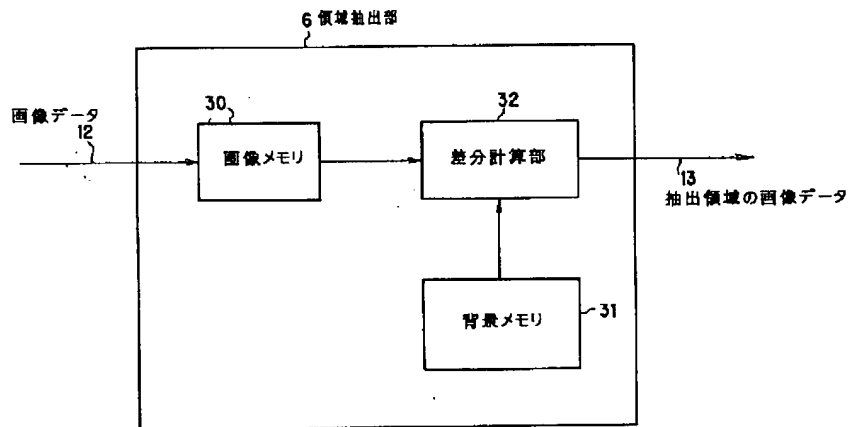 6 領域抽出部
画像データ
12
30
画像メモリ
32
差分計算部
13
抽出領域の画像データ
背景メモリ
31